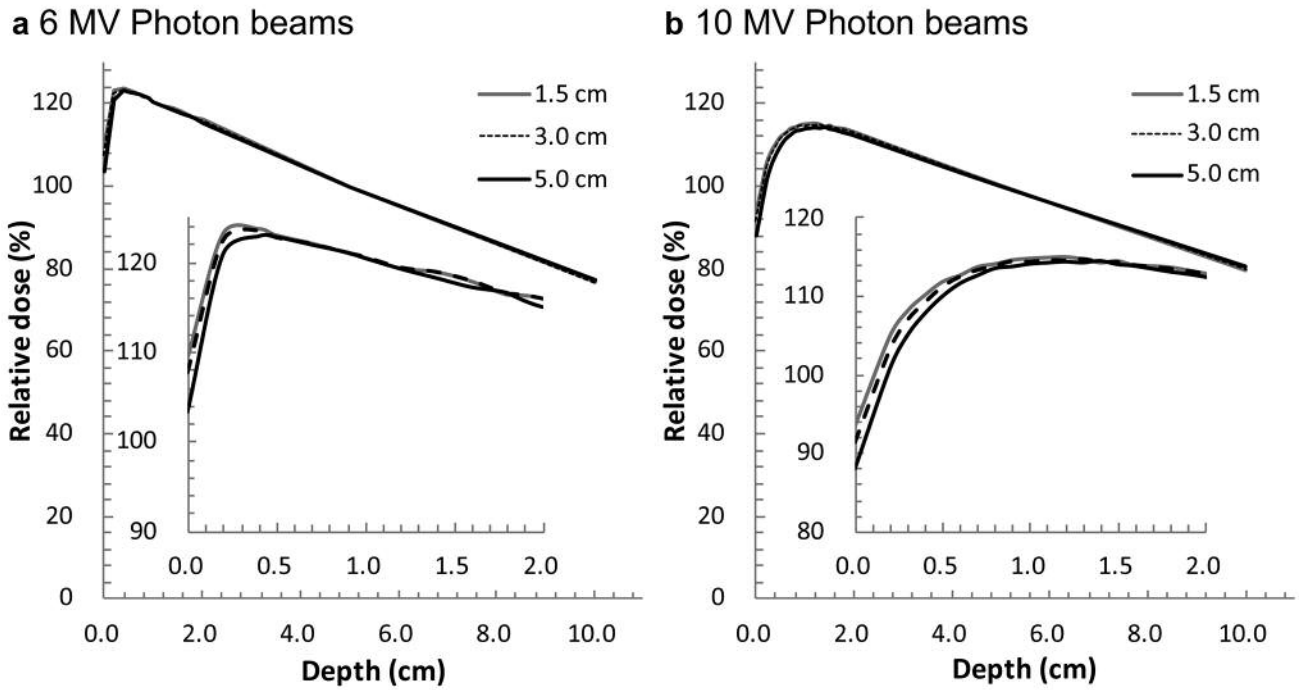 a 6 MV Photon beams
Relative dose (%)
120
100
80
60
40
20
0
1.5 cm
3.0 cm
5.0 cm
120
110
100
90
0.0 0.5 1.0 1.5 2.0
0.0 2.0 4.0 6.0 8.0 10.0
Depth (cm)
b 10 MV Photon beams
Relative dose (%)
120
100
80
60
40
20
0
1.5 cm
3.0 cm
5.0 cm
120
110
100
90
80
0.0 0.5 1.0 1.5 2.0
0.0 2.0 4.0 6.0 8.0 10.0
Depth (cm)